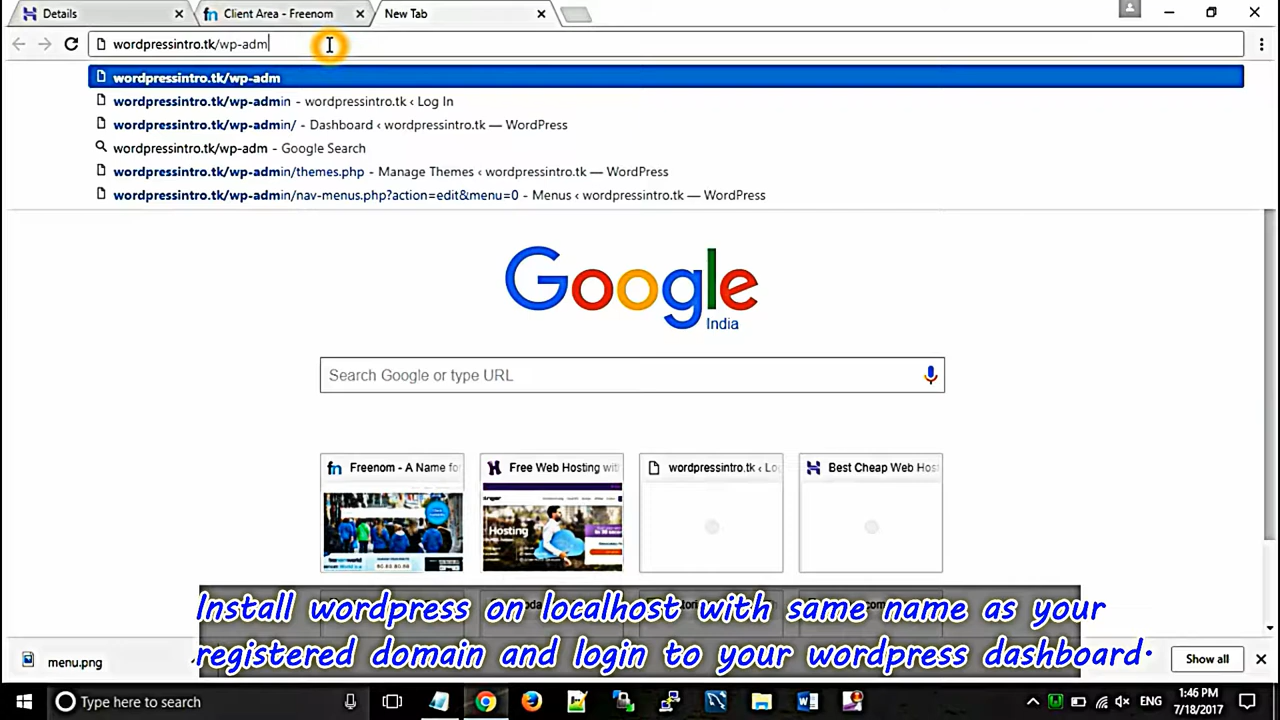 Details
Client Area - Freenom
New Tab
wordpressintro.tk/wp-adm
wordpressintro.tk/wp-adm
wordpressintro.tk/wp-admin - wordpressintro.tk ‹ Log In
wordpressintro.tk/wp-admin/ - Dashboard ‹ wordpressintro.tk — WordPress
wordpressintro.tk/wp-adm - Google Search
wordpressintro.tk/wp-admin/themes.php - Manage Themes ‹ wordpressintro.tk — WordPress
wordpressintro.tk/wp-admin/nav-menus.php?action=edit&menu=0 - Menus ‹ wordpressintro.tk — WordPress
Google
India
Search Google or type URL
fn Freenom - A Name fo
Free Web Hosting with
wordpressintro.tk ‹ Lo
Best Cheap Web Hos
Hosting
Install wordpress on localhost with same name as your
registered domain and login to your wordpress dashboard.
menu.png
Show all
Type here to search
ENG
1:46 PM
7/18/2017